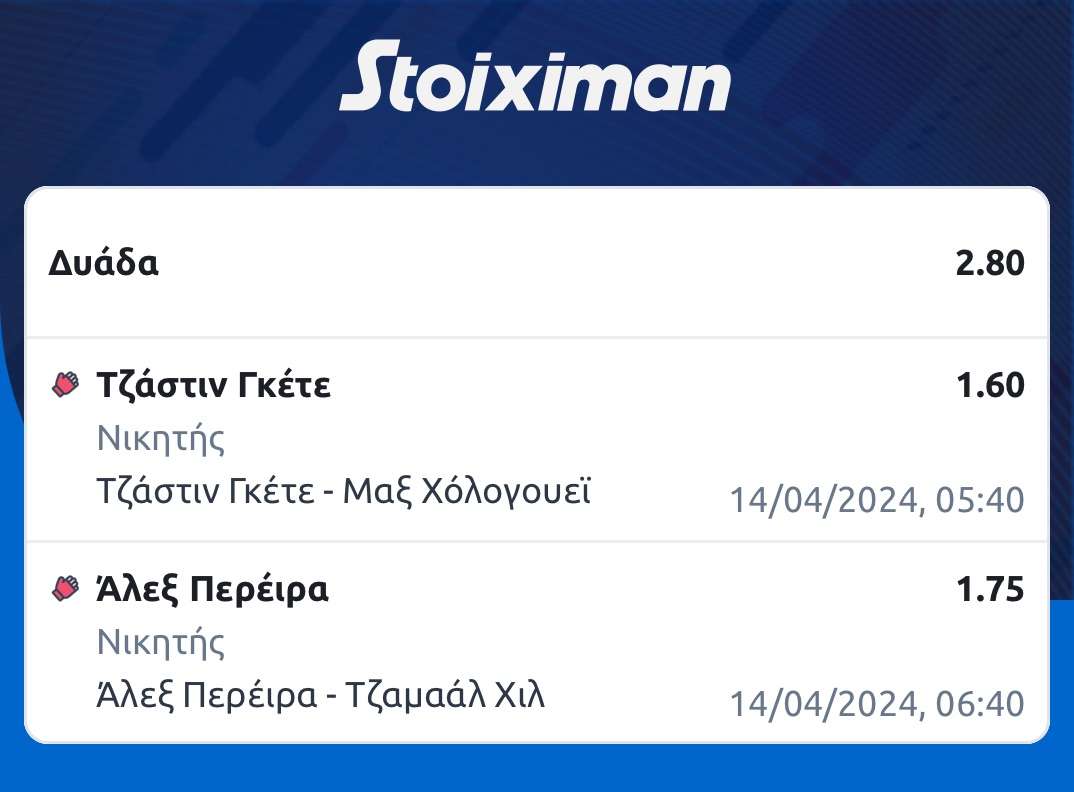 Stoiximan
Δυάδα 2.80
Τζάστιν Γκέτε 1.60
Νικητής
Τζάστιν Γκέτε - Μαξ Χόλογουεϊ 14/04/2024, 05:40
Άλεξ Περέιρα 1.75
Νικητής
Άλεξ Περέιρα - Τζαμαάλ Χιλ 14/04/2024, 06:40